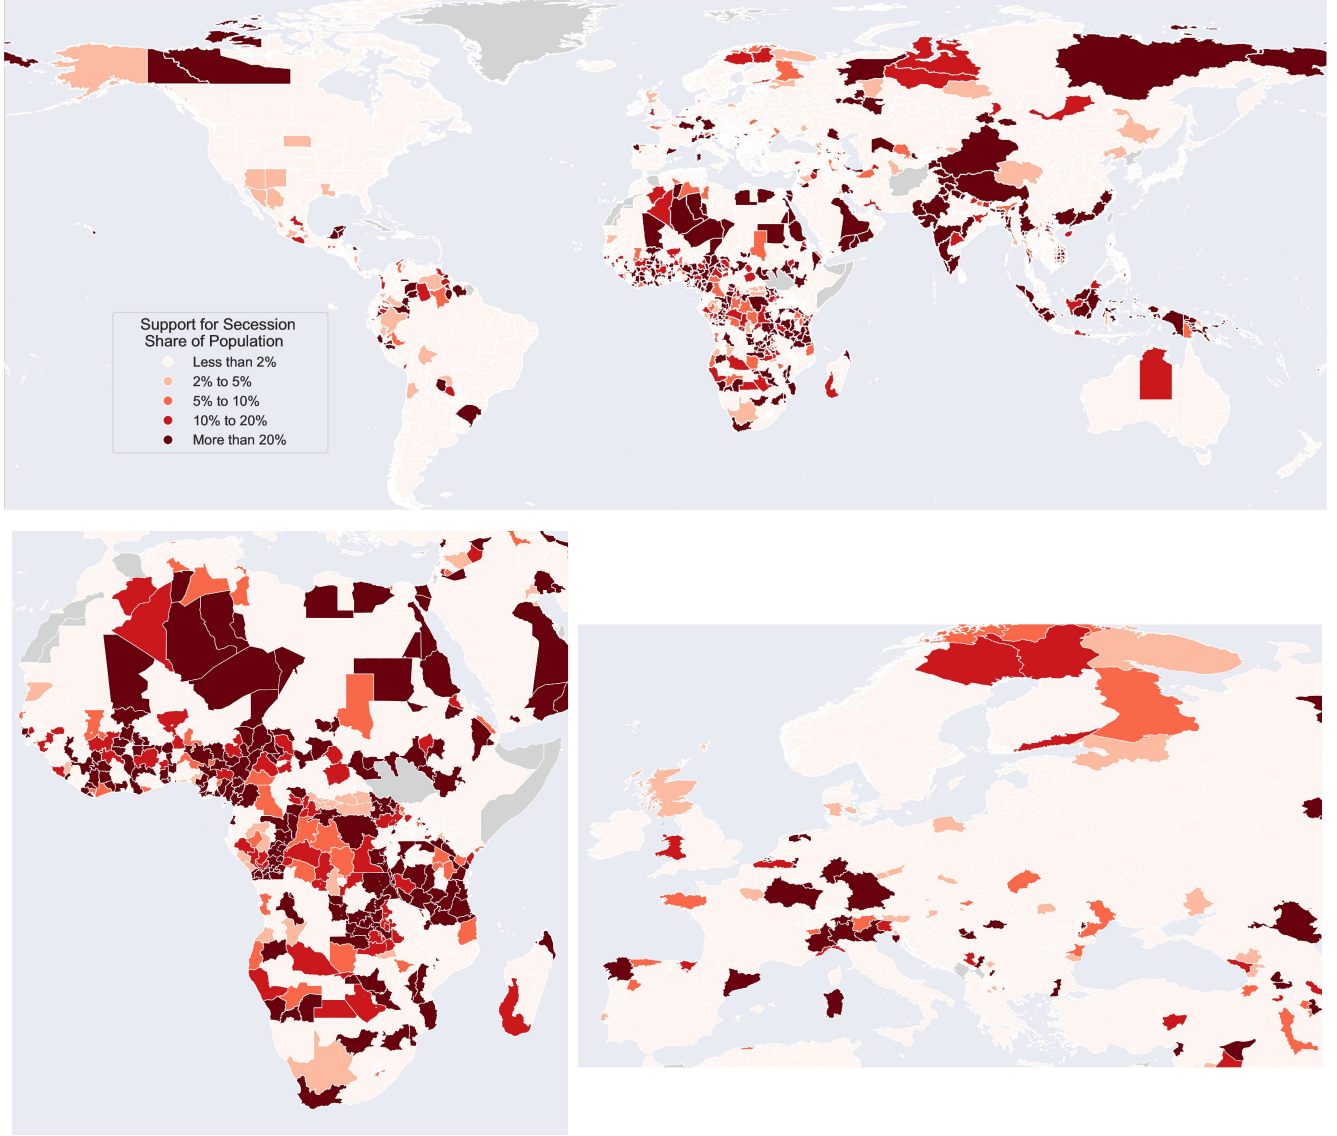 Support for Secession
Share of Population
Less than 2%
2% to 5%
5% to 10%
10% to 20%
More than 20%